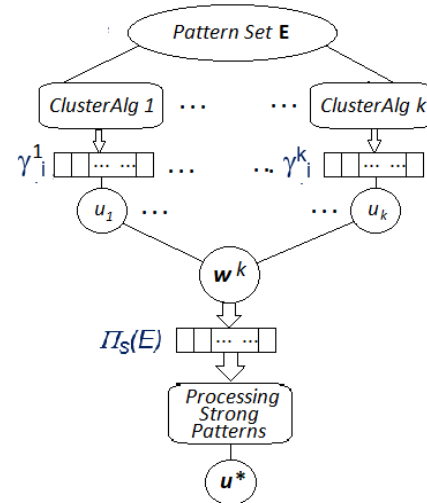 Pattern Set E
ClusterAlg 1 ... ... ClusterAlg k
γ¹ᵢ ... ... ... ... γᵏᵢ ... ...
u₁ ... ... uₖ
wᵏ
Πₛ(E) ... ...
Processing
Strong
Patterns
u*